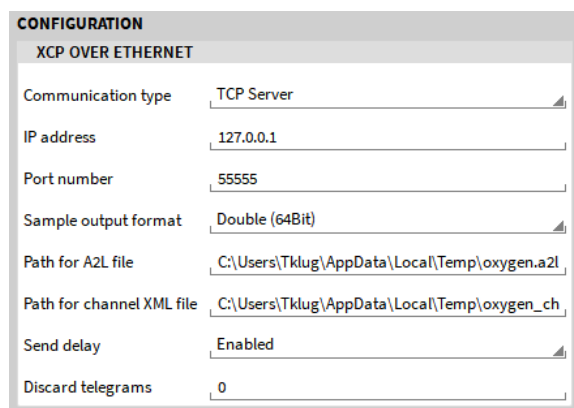 CONFIGURATION
XCP OVER ETHERNET
Communication type TCP Server
IP address 127.0.0.1
Port number 55555
Sample output format Double (64Bit)
Path for A2L file C:\Users\Tklug\AppData\Local\Temp\oxygen.a2l
Path for channel XML file C:\Users\Tklug\AppData\Local\Temp\oxygen_ch
Send delay Enabled
Discard telegrams 0